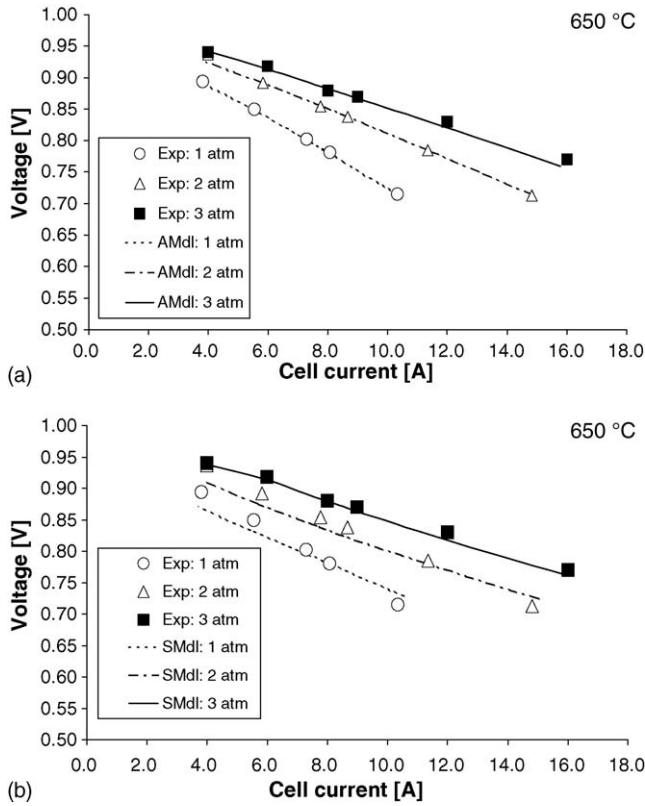 650 °C
1.00
0.95
0.90
0.85
0.80
0.75
0.70
0.65
0.60
0.55
0.50
Voltage [V]
Exp: 1 atm
Exp: 2 atm
Exp: 3 atm
AMdl: 1 atm
AMdl: 2 atm
AMdl: 3 atm
0.0 2.0 4.0 6.0 8.0 10.0 12.0 14.0 16.0 18.0
Cell current [A]
(a)
650 °C
1.00
0.95
0.90
0.85
0.80
0.75
0.70
0.65
0.60
0.55
0.50
Voltage [V]
Exp: 1 atm
Exp: 2 atm
Exp: 3 atm
SMdl: 1 atm
SMdl: 2 atm
SMdl: 3 atm
0.0 2.0 4.0 6.0 8.0 10.0 12.0 14.0 16.0 18.0
Cell current [A]
(b)